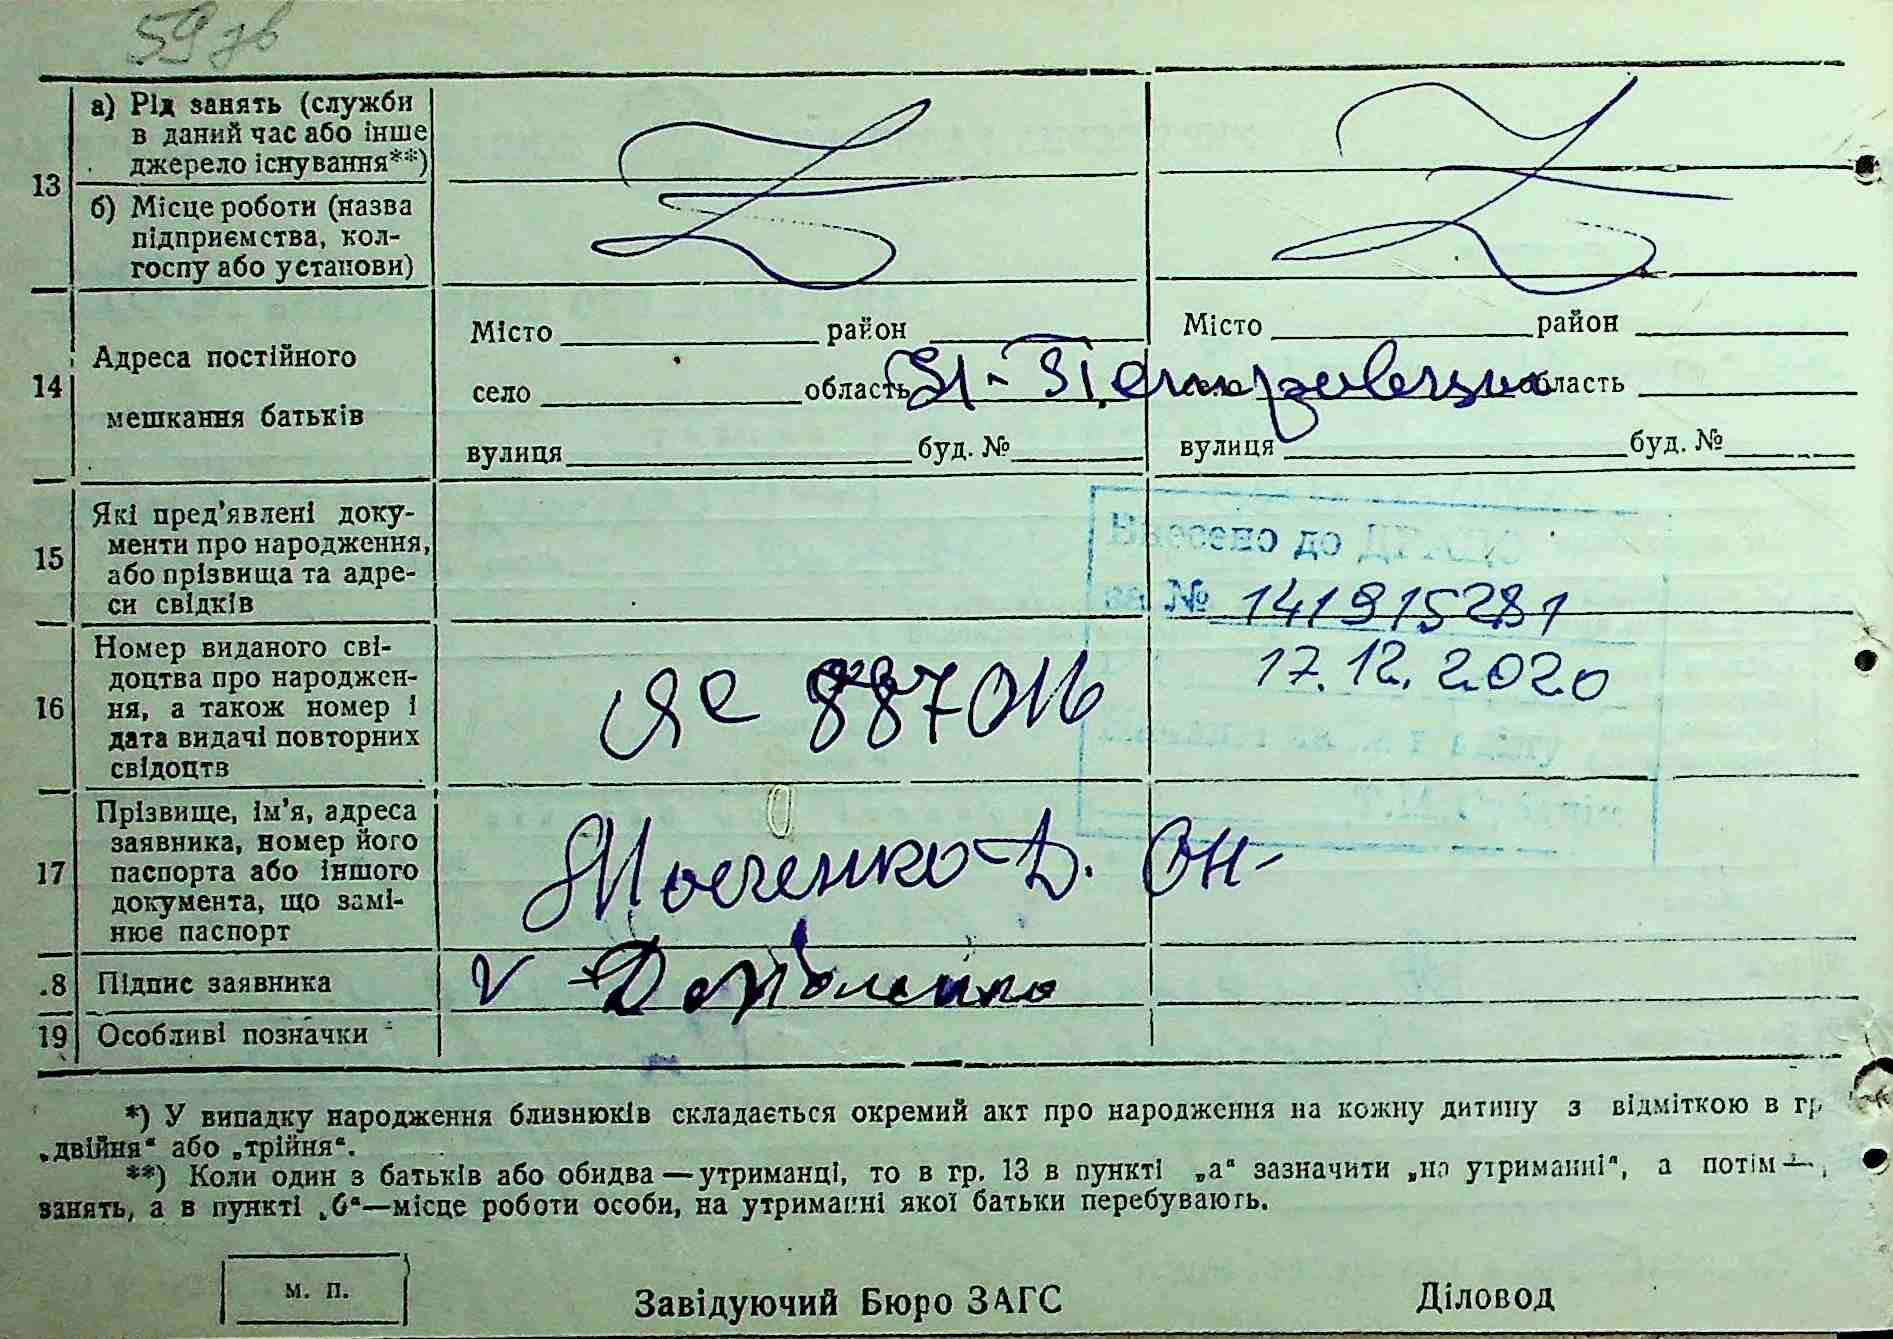 59 зв
13
а) Рід занять (служби
в даний час або інше
джерело існування**)
б) Місце роботи (назва
підприємства, кол-
госпу або установи)
14
Адреса постійного
мешкання батьків
Місто район
село область
вулиця буд. №
Місто район
село область
вулиця буд. №
15
Які пред'явлені доку-
менти про народження,
або прізвища та адре-
си свідків
Внесено до ДРАЦС
за № 141915281
17.12.2020
16
Номер виданого сві-
доцтва про народжен-
ня, а також номер і
дата видачі повторних
свідоцтв
ЯС 887016
17
Прізвище, ім'я, адреса
заявника, номер його
паспорта або іншого
документа, що замі-
нює паспорт
Д.
.8 Підпис заявника
V
19 Особливі позначки
*) У випадку народження близнюків складається окремий акт про народження на кожну дитину з відміткою в гр
„двійня“ або „трійня“.
**) Коли один з батьків або обидва — утриманці, то в гр. 13 в пункті „а“ зазначити „на утриманні“, а потім —
занять, а в пункті „б“—місце роботи особи, на утриманні якої батьки перебувають.
м. п.
Завідуючий Бюро ЗАГС
Діловод